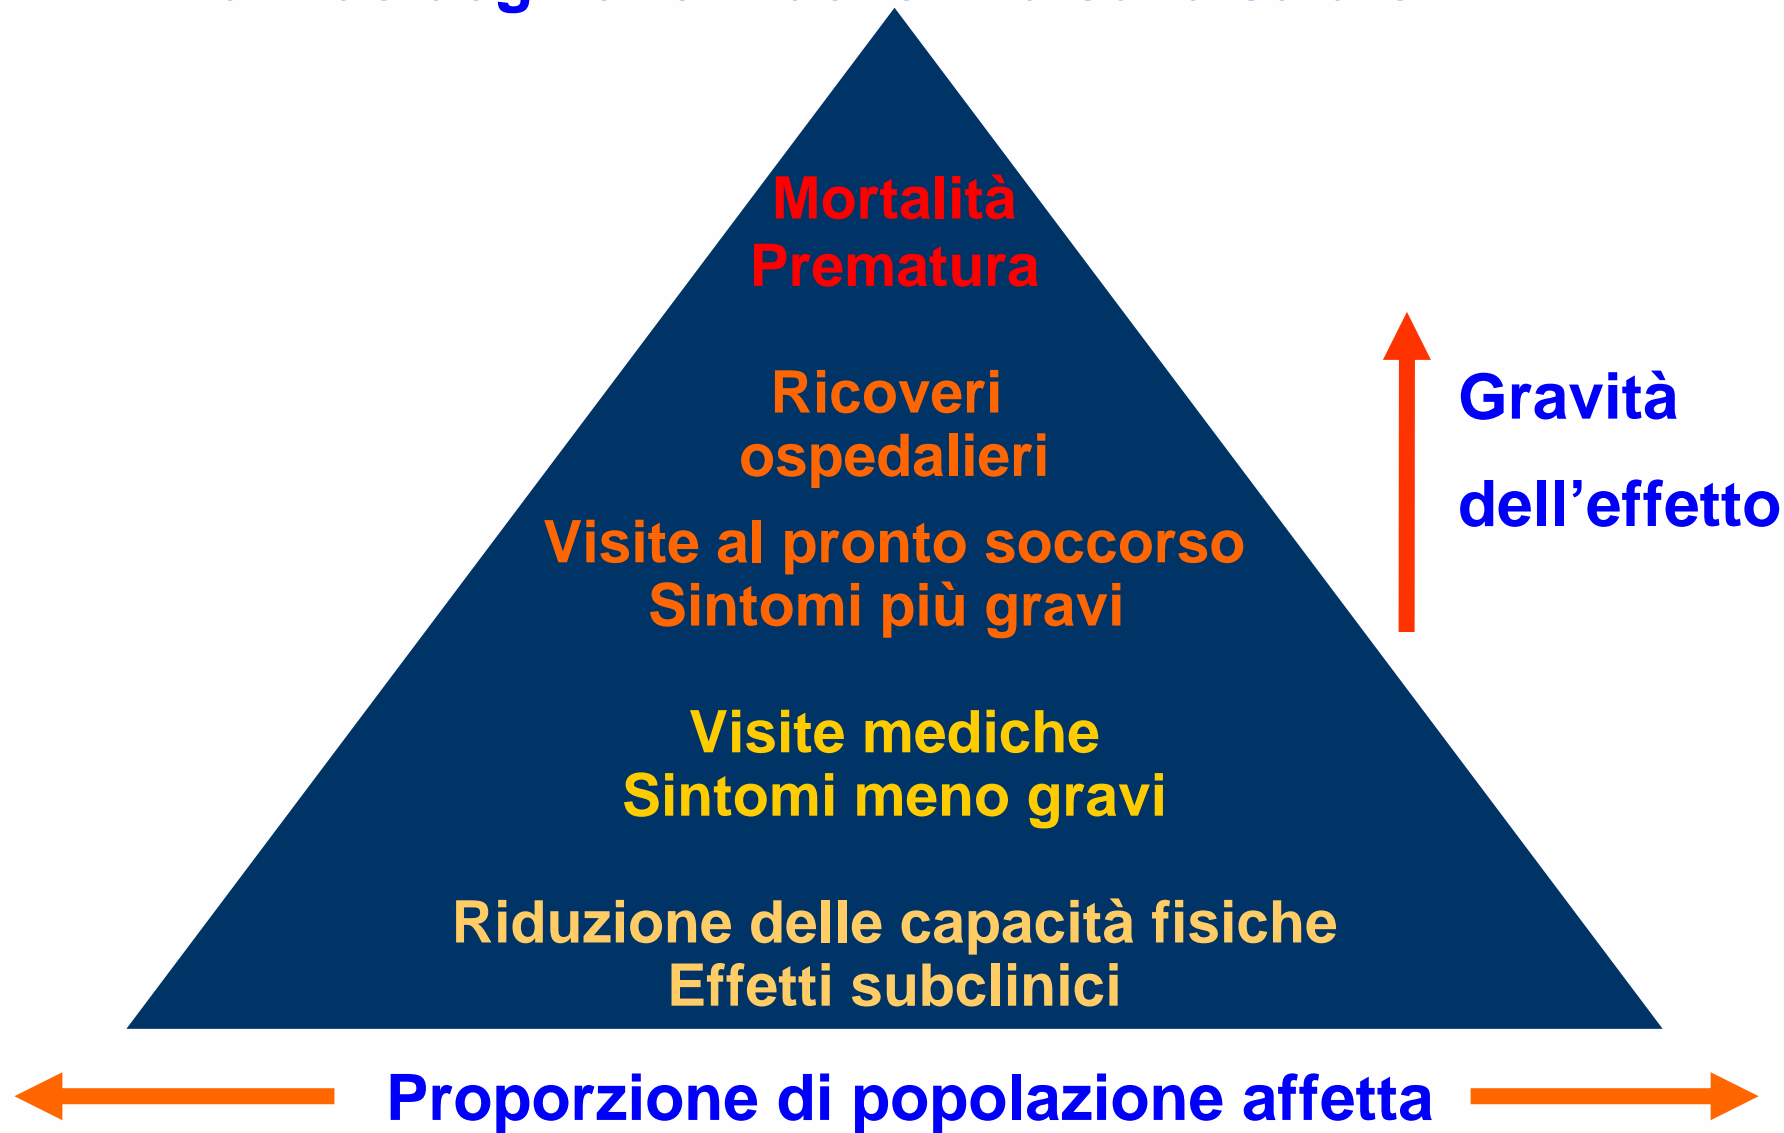 Mortalità
Prematura
Ricoveri
ospedalieri
Gravità
dell’effetto
Visite al pronto soccorso
Sintomi più gravi
Visite mediche
Sintomi meno gravi
Riduzione delle capacità fisiche
Effetti subclinici
Proporzione di popolazione affetta